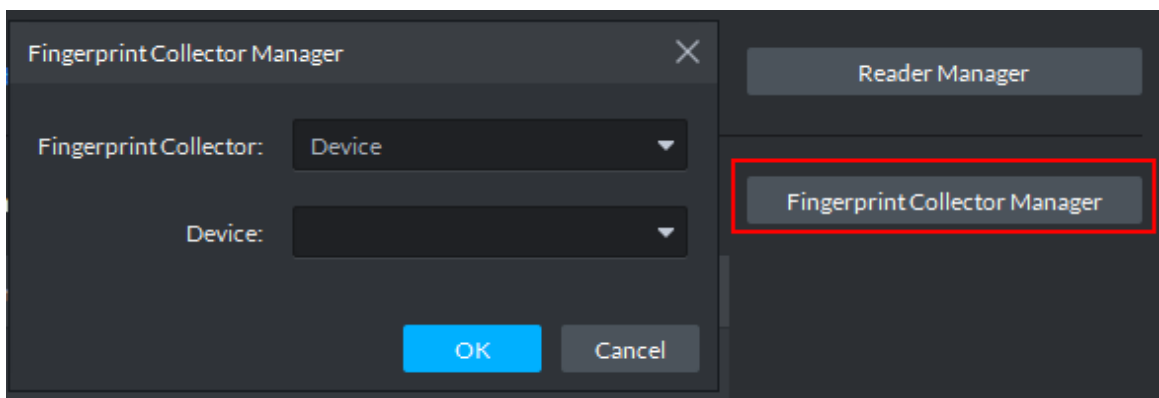 Fingerprint Collector Manager
Reader Manager
Fingerprint Collector: Device
Fingerprint Collector Manager
Device:
OK Cancel